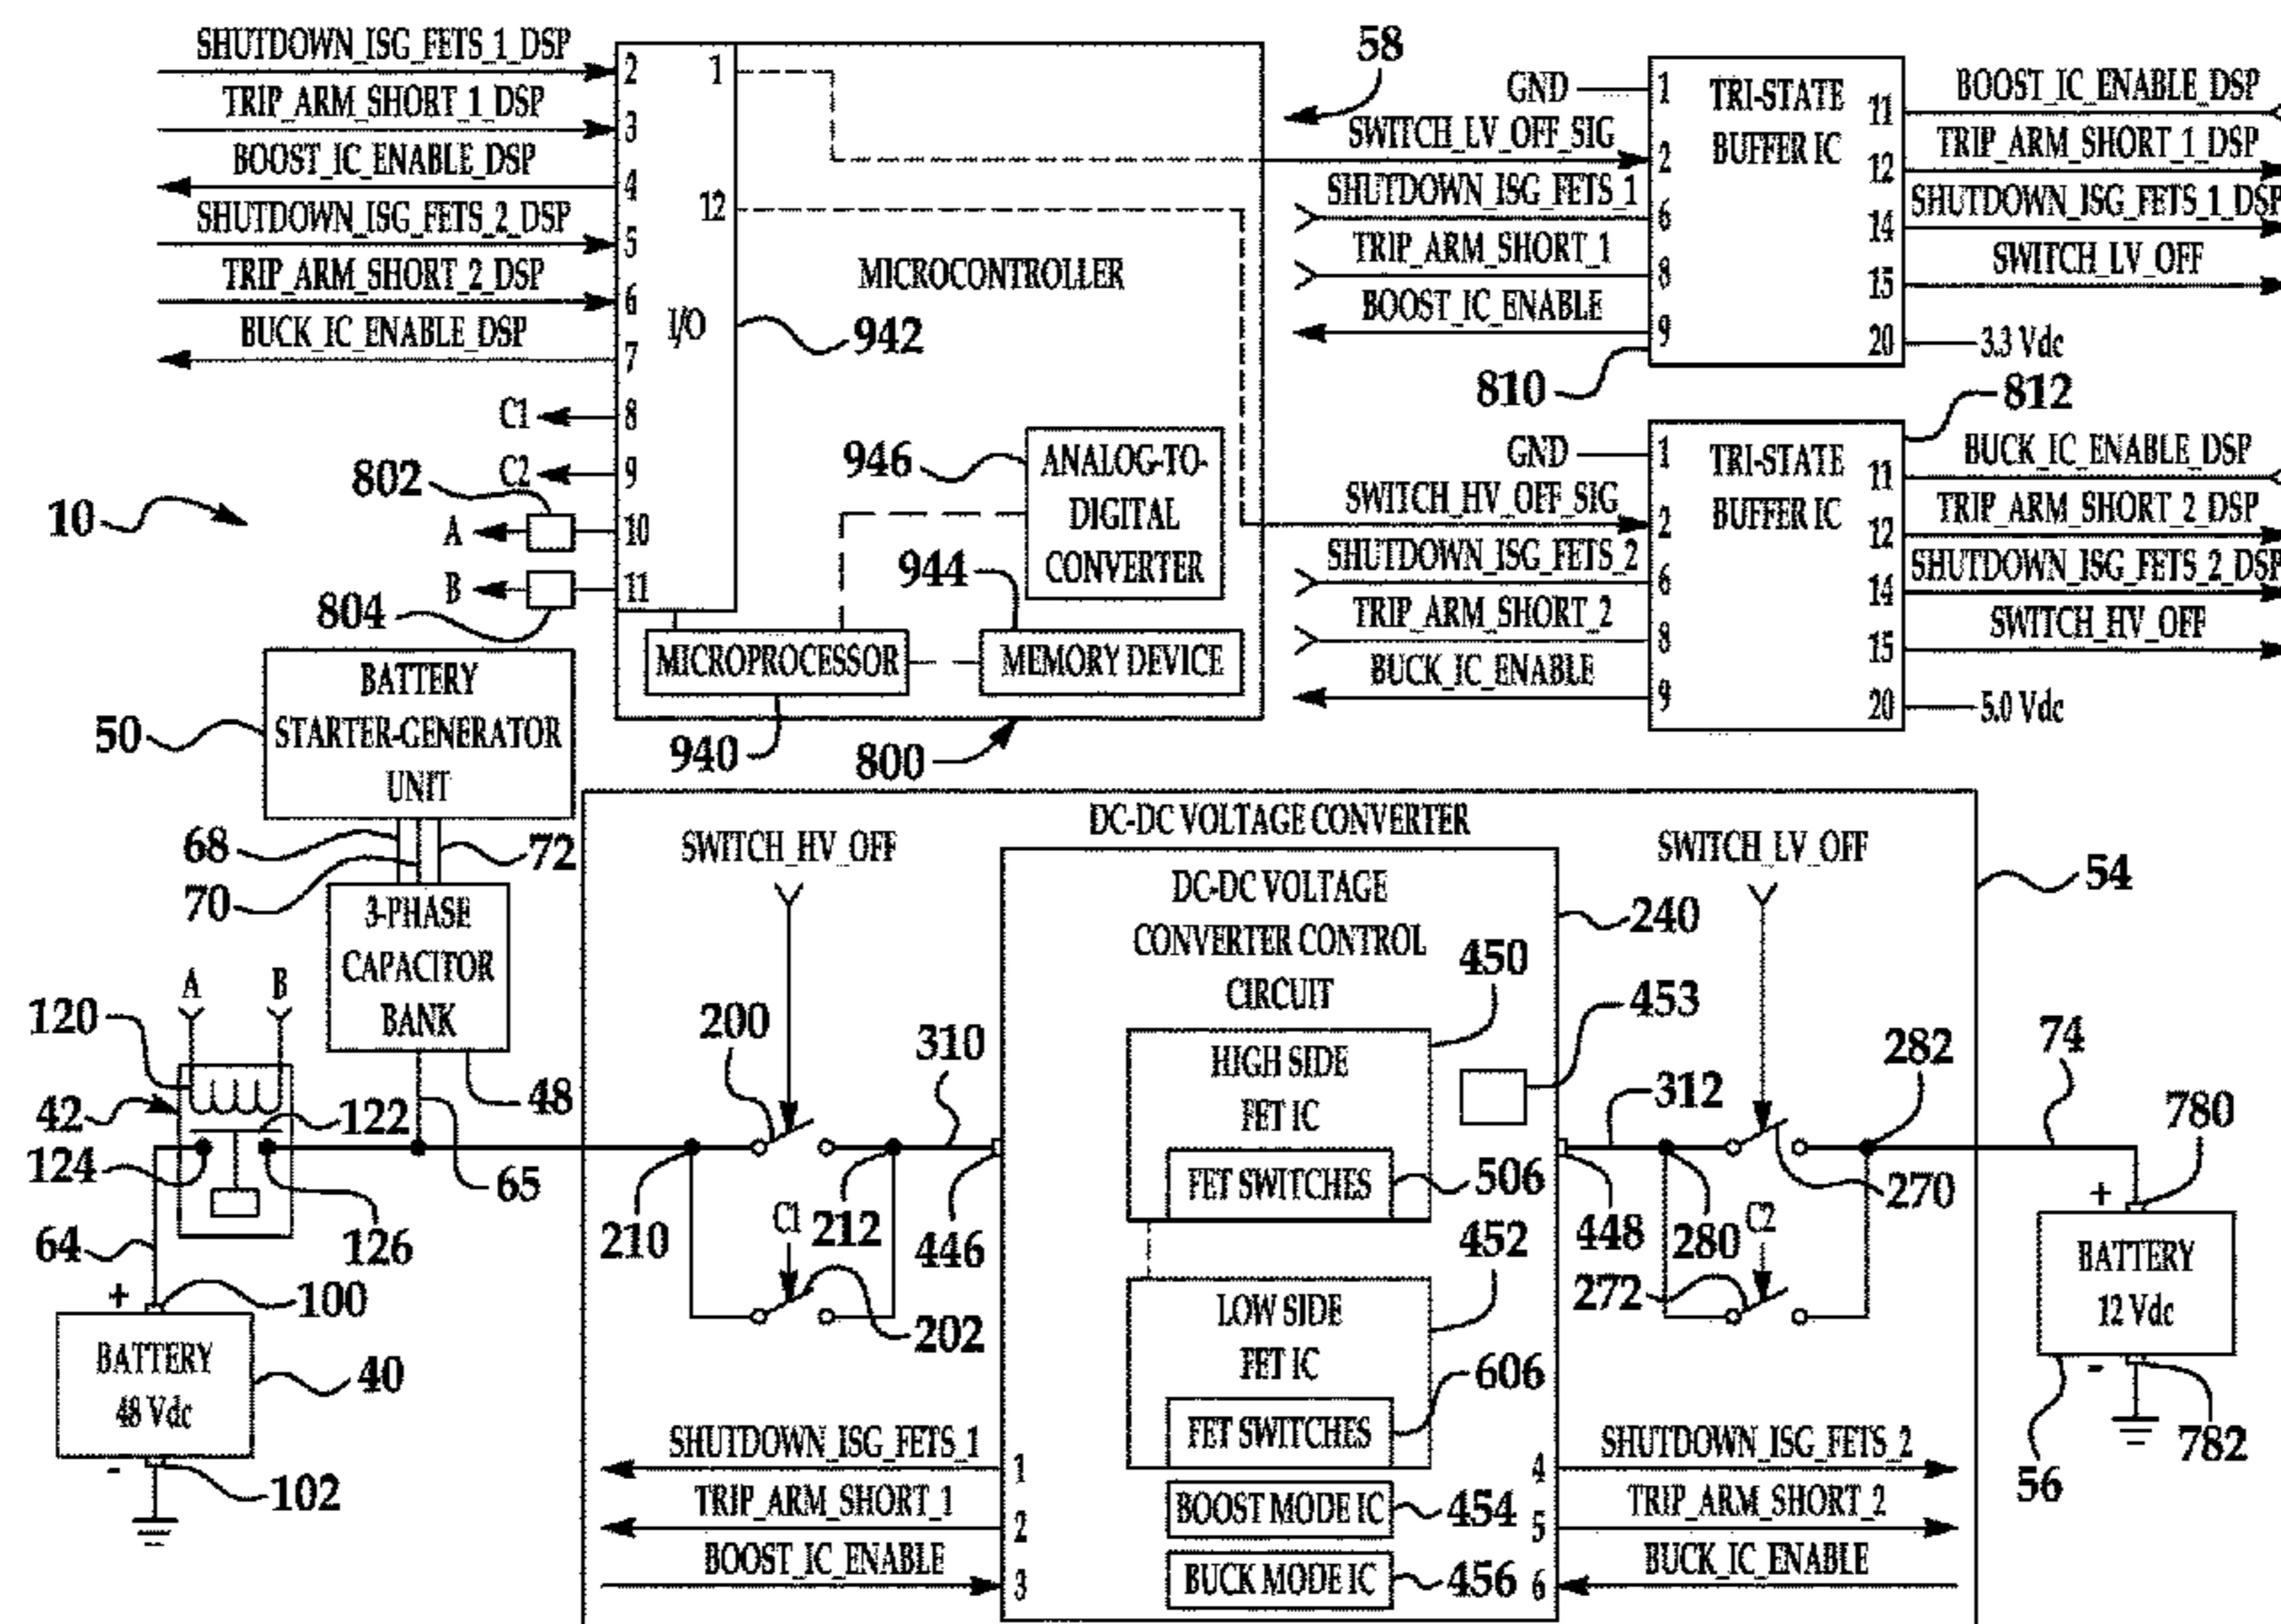 SHUTDOWN_ISG_FETS_1_DSP
2
TRIP_ARM_SHORT_1_DSP
3
BOOST_IC_ENABLE_DSP
4
SHUTDOWN_ISG_FETS_2_DSP
5
TRIP_ARM_SHORT_2_DSP
6
BUCK_IC_ENABLE_DSP
7
C1
8
C2
9
802
A
10
B
11
804
10
1
12
I/O
MICROCONTROLLER
942
946
ANALOG-TO-
DIGITAL
CONVERTER
944
MICROPROCESSOR
MEMORY DEVICE
940
800
58
GND
1
TRI-STATE
BUFFER IC
SWITCH_LV_OFF_SIG
2
SHUTDOWN_ISG_FETS_1
6
TRIP_ARM_SHORT_1
8
BOOST_IC_ENABLE
9
810
11
BOOST_IC_ENABLE_DSP
12
TRIP_ARM_SHORT_1_DSP
14
SHUTDOWN_ISG_FETS_1_DSP
15
SWITCH_LV_OFF
20
3.3 Vdc
812
GND
1
TRI-STATE
BUFFER IC
SWITCH_HV_OFF_SIG
2
SHUTDOWN_ISG_FETS_2
6
TRIP_ARM_SHORT_2
8
BUCK_IC_ENABLE
9
11
BUCK_IC_ENABLE_DSP
12
TRIP_ARM_SHORT_2_DSP
14
SHUTDOWN_ISG_FETS_2_DSP
15
SWITCH_HV_OFF
20
5.0 Vdc
BATTERY
STARTER-GENERATOR
UNIT
50
68
70
72
3-PHASE
CAPACITOR
BANK
48
65
A
B
120
42
122
124
126
64
+
100
BATTERY
48 Vdc
40
-
102
DC-DC VOLTAGE CONVERTER
54
SWITCH_HV_OFF
200
210
C1
212
202
310
446
DC-DC VOLTAGE
CONVERTER CONTROL
CIRCUIT
240
450
453
HIGH SIDE
FET IC
FET SWITCHES
506
452
LOW SIDE
FET IC
FET SWITCHES
606
BOOST MODE IC
454
BUCK MODE IC
456
SHUTDOWN_ISG_FETS_1
1
TRIP_ARM_SHORT_1
2
BOOST_IC_ENABLE
3
4
SHUTDOWN_ISG_FETS_2
5
TRIP_ARM_SHORT_2
6
BUCK_IC_ENABLE
SWITCH_LV_OFF
312
448
280
C2
272
270
282
74
780
+
BATTERY
12 Vdc
-
56
782